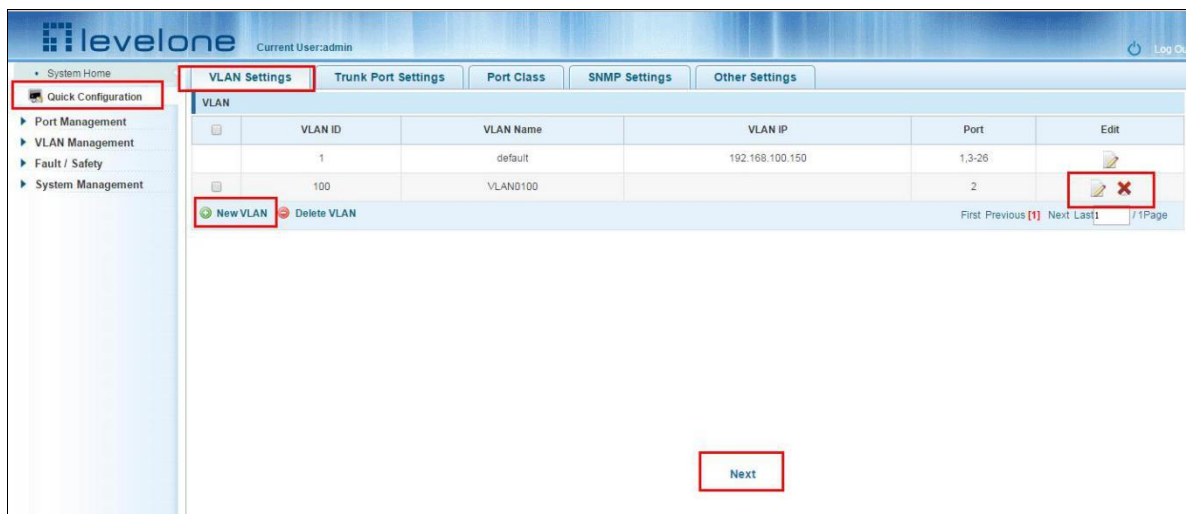 levelone Current User:admin Log Ou
System Home
Quick Configuration
Port Management
VLAN Management
Fault / Safety
System Management
VLAN Settings Trunk Port Settings Port Class SNMP Settings Other Settings
VLAN
VLAN ID VLAN Name VLAN IP Port Edit
1 default 192.168.100.150 1,3-26
100 VLAN0100 2
New VLAN Delete VLAN First Previous [1] Next Last 1 / 1Page
Next